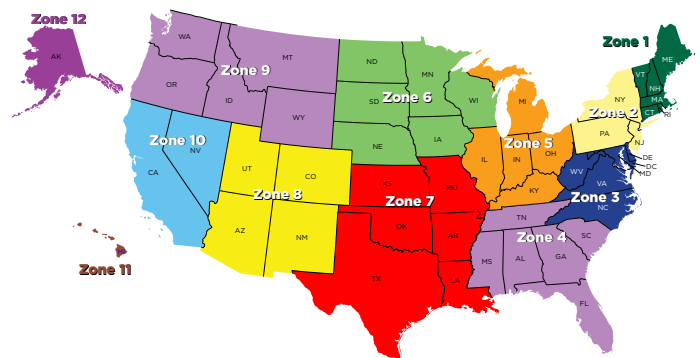 Zone 12
AK
WA
OR
ID
MT
WY
Zone 9
ND
SD
NE
MN
IA
WI
Zone 6
Zone 1
ME
VT
NH
MA
CT
RI
NY
PA
NJ
Zone 2
MI
IL
IN
OH
KY
Zone 5
DE
DC
MD
WV
VA
NC
Zone 3
Zone 10
NV
CA
UT
CO
AZ
NM
Zone 8
KS
MO
OK
AR
TX
LA
Zone 7
TN
MS
AL
GA
SC
FL
Zone 4
Zone 11